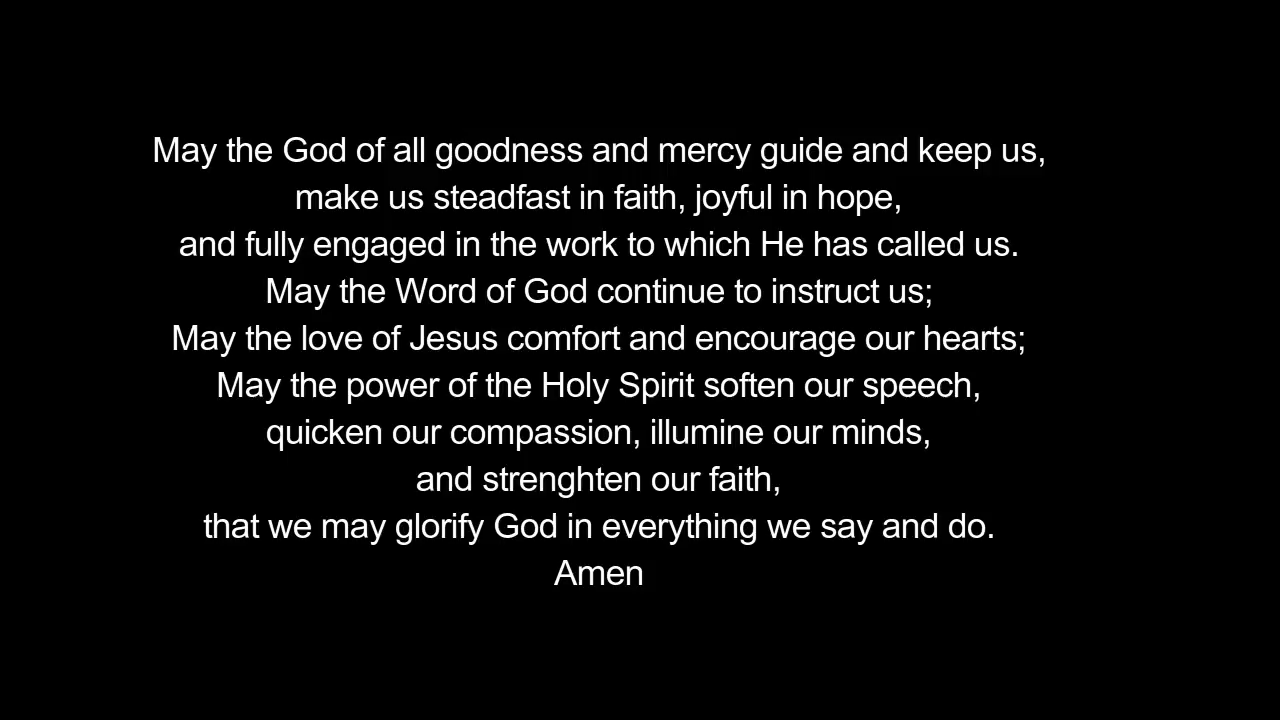 May the God of all goodness and mercy guide and keep us,
make us steadfast in faith, joyful in hope,
and fully engaged in the work to which He has called us.
May the Word of God continue to instruct us;
May the love of Jesus comfort and encourage our hearts;
May the power of the Holy Spirit soften our speech,
quicken our compassion, illumine our minds,
and strenghten our faith,
that we may glorify God in everything we say and do.
Amen